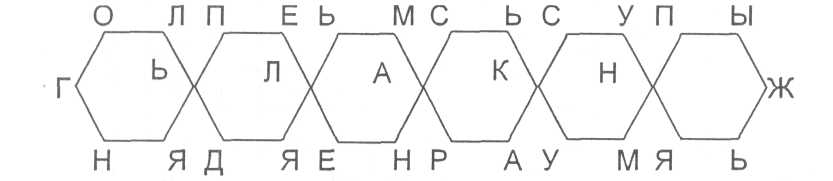 О Л П Е Ь М С Ь С У П Ы
Г Ь Л А К Н Ж
Н Я Д Я Е Н Р А У М Я Ь